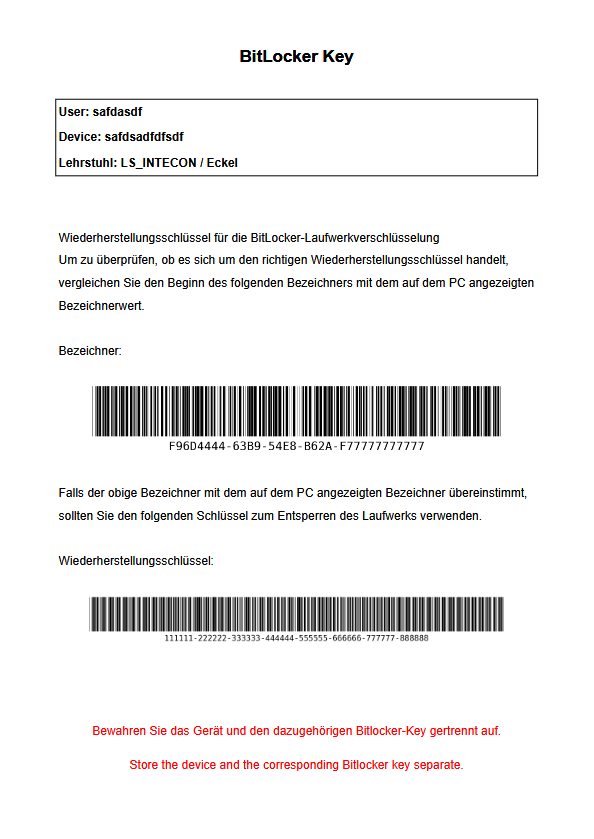 BitLocker Key
User: safdasdf
Device: safdsadfdfsdf
Lehrstuhl: LS_INTECON / Eckel
Wiederherstellungsschlüssel für die BitLocker-Laufwerkverschlüsselung
Um zu überprüfen, ob es sich um den richtigen Wiederherstellungsschlüssel handelt,
vergleichen Sie den Beginn des folgenden Bezeichners mit dem auf dem PC angezeigten
Bezeichnerwert.
Bezeichner:
F96D4444-63B9-54E8-B62A-F77777777777
Falls der obige Bezeichner mit dem auf dem PC angezeigten Bezeichner übereinstimmt,
sollten Sie den folgenden Schlüssel zum Entsperren des Laufwerks verwenden.
Wiederherstellungsschlüssel:
111111-222222-333333-444444-555555-666666-777777-888888
Bewahren Sie das Gerät und den dazugehörigen Bitlocker-Key gertrennt auf.
Store the device and the corresponding Bitlocker key separate.